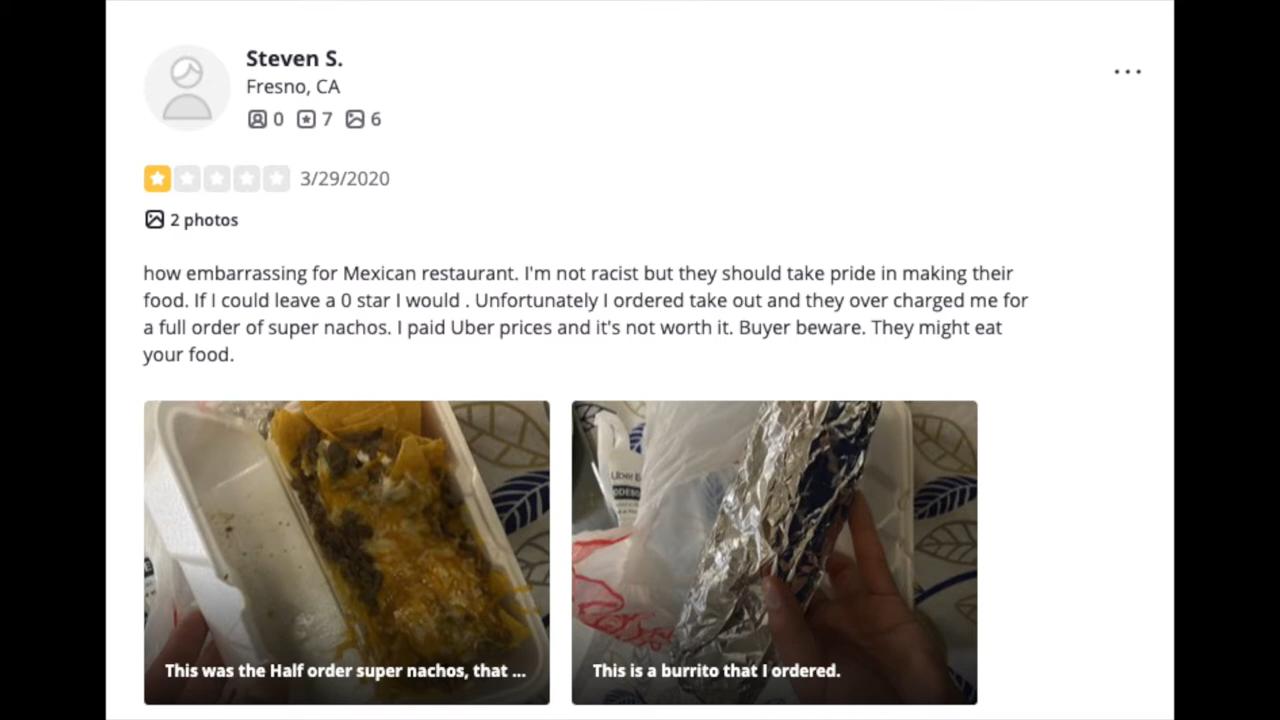 Steven S.
Fresno, CA
0 7 6
3/29/2020
2 photos
how embarrassing for Mexican restaurant. I'm not racist but they should take pride in making their
food. If I could leave a 0 star I would . Unfortunately I ordered take out and they over charged me for
a full order of super nachos. I paid Uber prices and it's not worth it. Buyer beware. They might eat
your food.
Uber
This was the Half order super nachos, that ...
This is a burrito that I ordered.